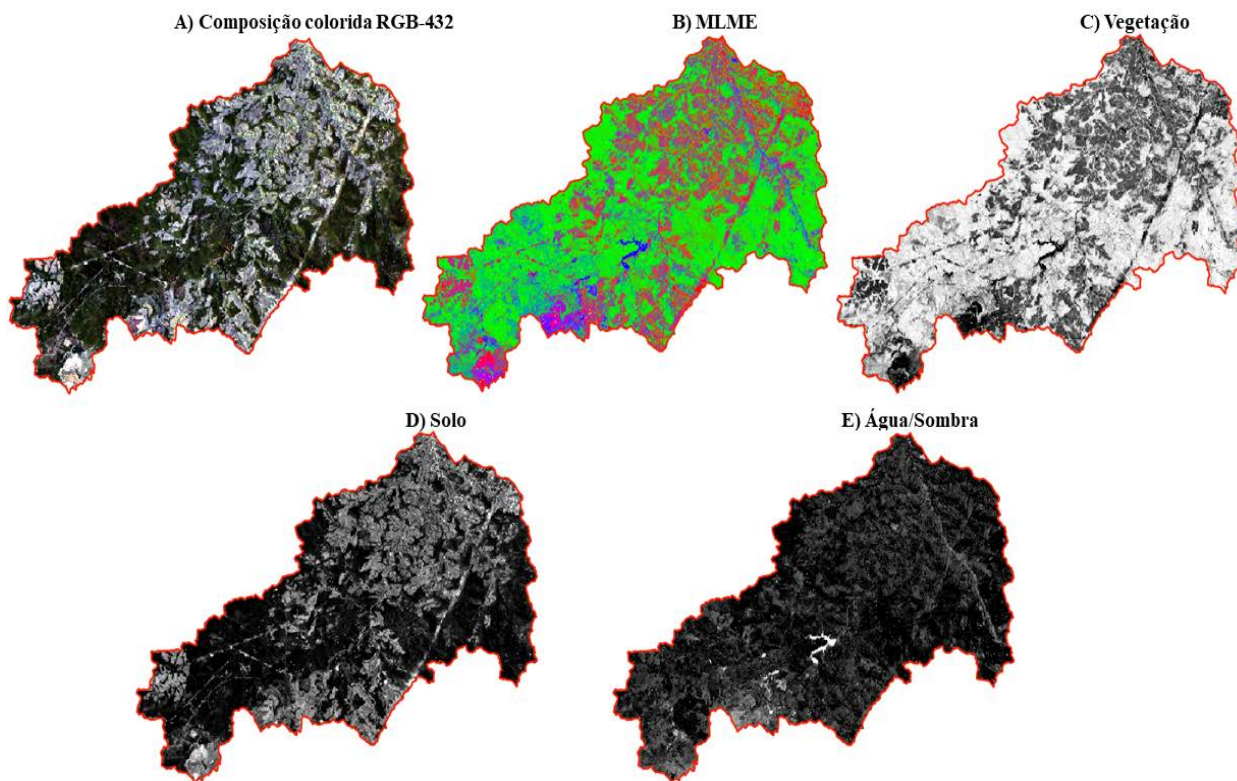 A) Composição colorida RGB-432
B) MLME
C) Vegetação
D) Solo
E) Água/Sombra